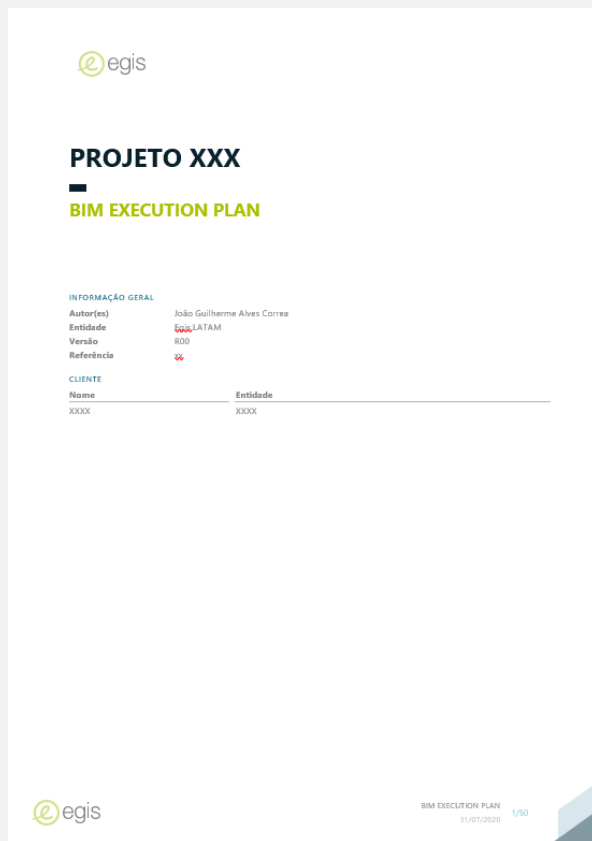 egis
PROJETO XXX
BIM EXECUTION PLAN
INFORMAÇÃO GERAL
Autor(es) João Guilherme Alves Correa
Entidade Egis LATAM
Versão R00
Referência xx
CLIENTE
Nome Entidade
XXXX XXXX
egis
BIM EXECUTION PLAN
31/07/2020
1/50